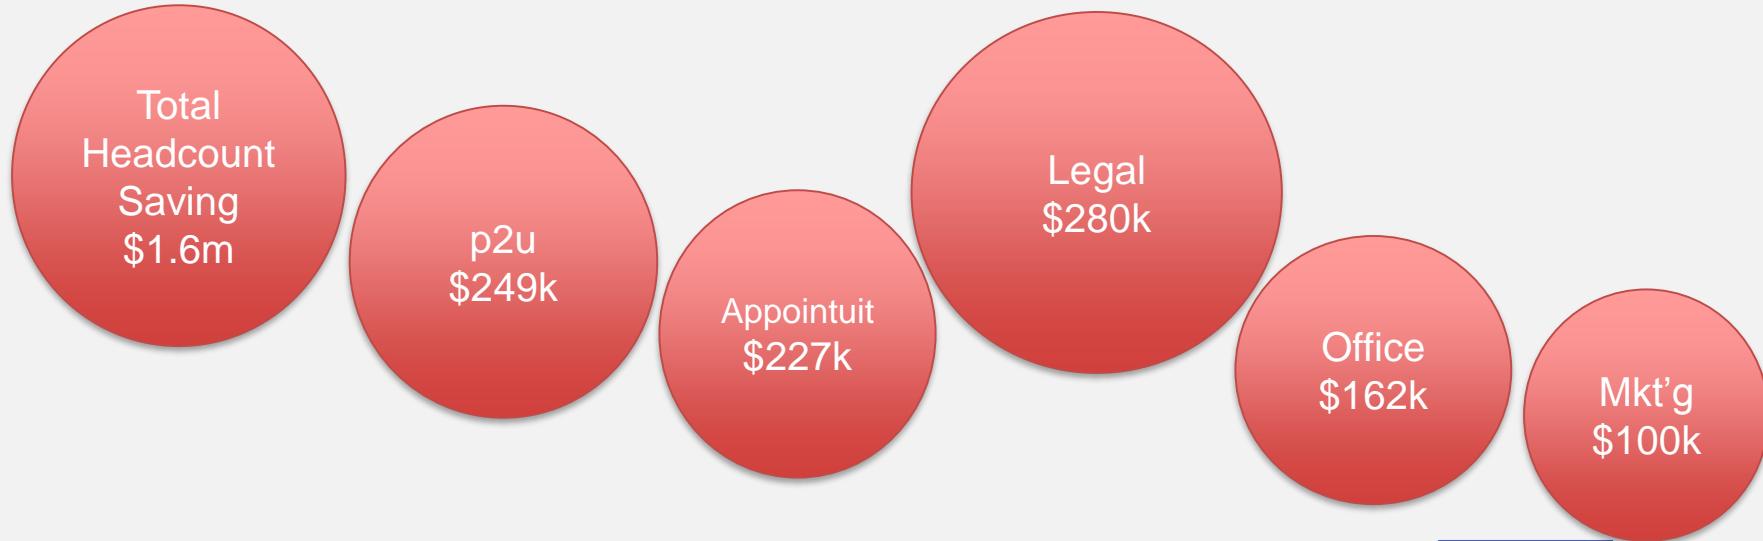 Total
Headcount
Saving
$1.6m
p2u
$249k
Appointuit
$227k
Legal
$280k
Office
$162k
Mkt’g
$100k